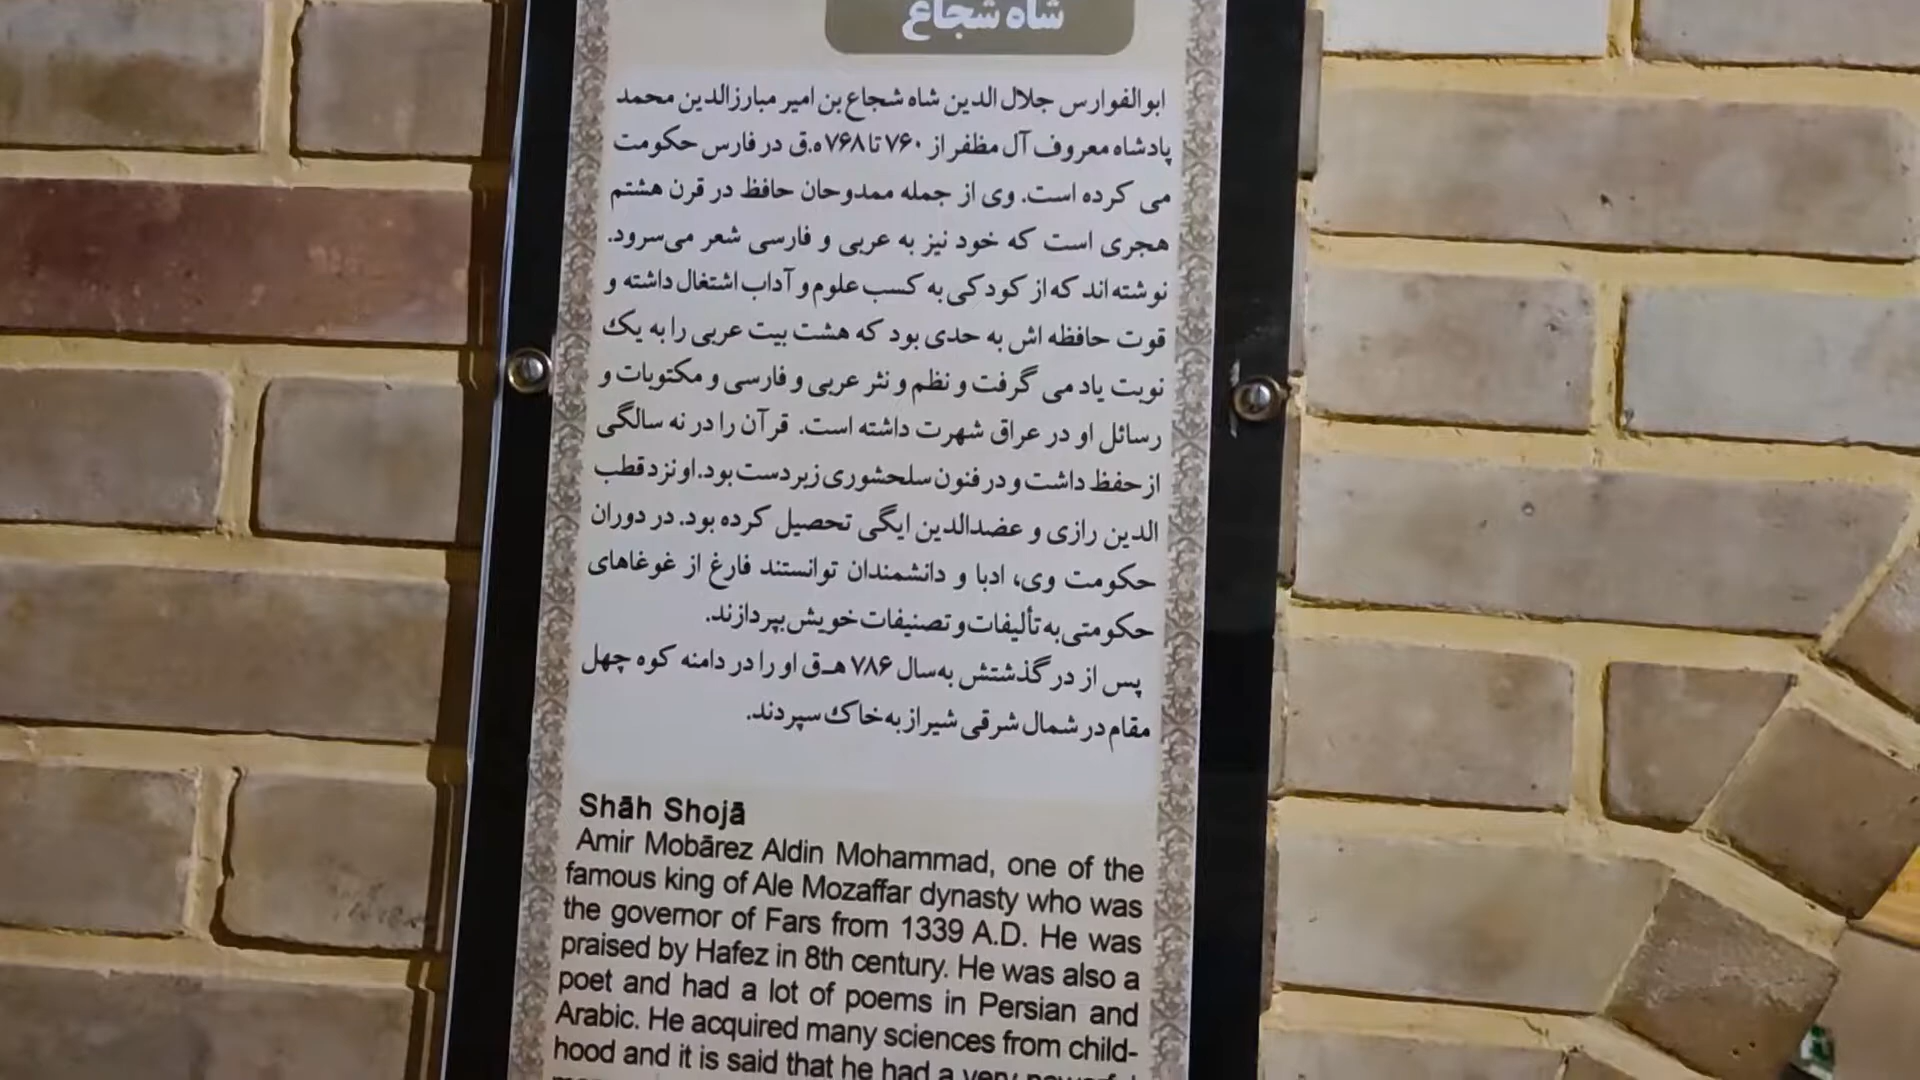 شاه شجاع
ابوالفوارس جلال الدین شاه شجاع بن امیر مبارزالدین محمد
پادشاه معروف آل مظفر از ۷۶۰ تا ۷۶۸ ه.ق در فارس حکومت
می کرده است. وی از جمله ممدوحان حافظ در قرن هشتم
هجری است که خود نیز به عربی و فارسی شعر می‌سرود.
نوشته اند که از کودکی به کسب علوم و آداب اشتغال داشته و
قوت حافظه اش به حدی بود که هشت بیت عربی را به یک
نوبت یاد می گرفت و نظم و نثر عربی و فارسی و مکتوبات و
رسائل او در عراق شهرت داشته است. قرآن را در نه سالگی
از حفظ داشت و در فنون سلحشوری زبردست بود. او نزد قطب
الدین رازی و عضدالدین ایگی تحصیل کرده بود. در دوران
حکومت وی، ادبا و دانشمندان توانستند فارغ از غوغاهای
حکومتی به تألیفات و تصنیفات خویش بپردازند.
پس از درگذشتش به‌سال ۷۸۶ هـ.ق او را در دامنه کوه چهل
مقام در شمال شرقی شیراز به خاک سپردند.
Shāh Shojā
Amir Mobārez Aldin Mohammad, one of the
famous king of Ale Mozaffar dynasty who was
the governor of Fars from 1339 A.D. He was
praised by Hafez in 8th century. He was also a
poet and had a lot of poems in Persian and
Arabic. He acquired many sciences from child-
hood and it is said that he had a very powerful